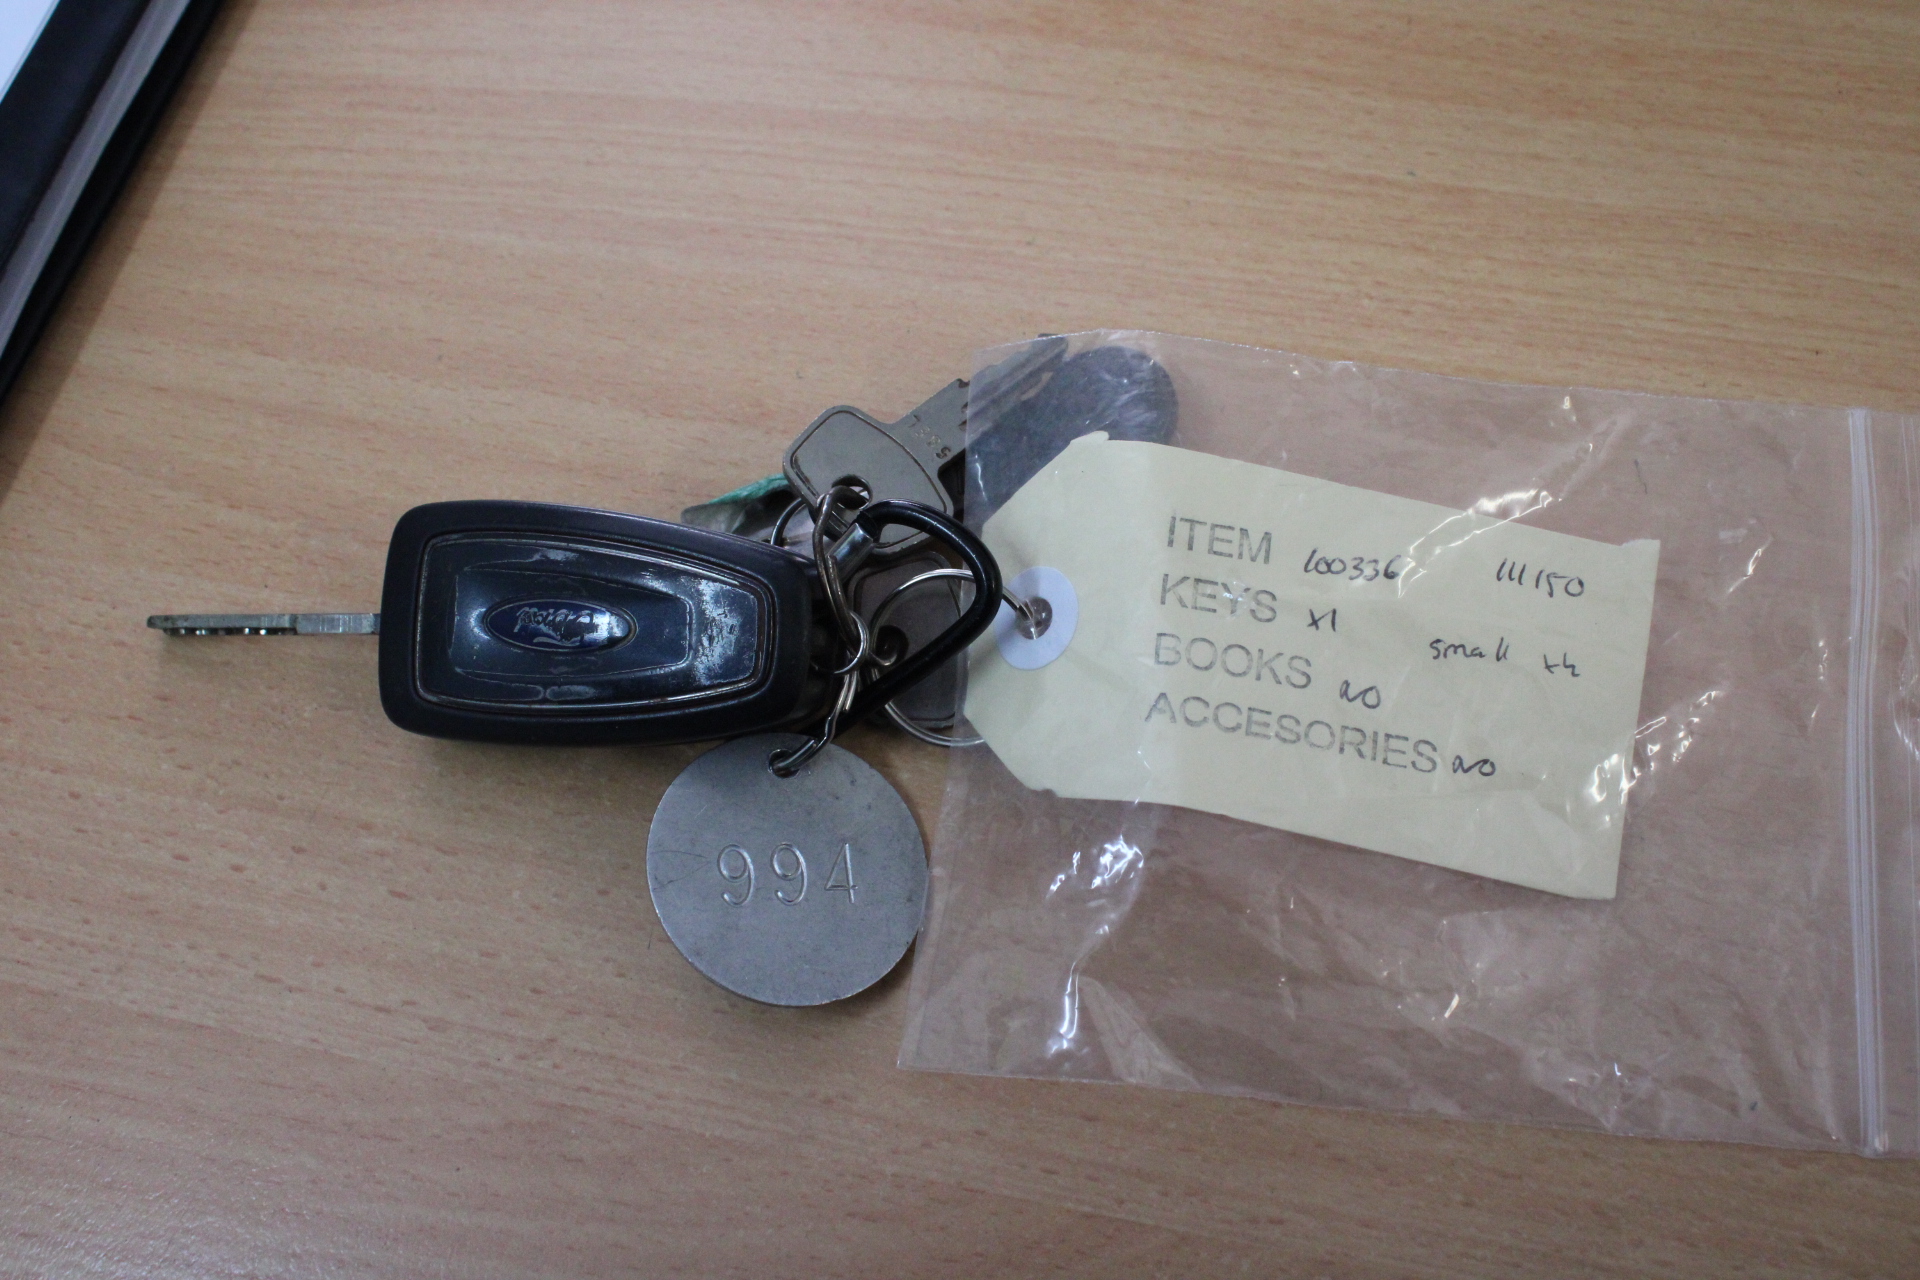 ITEM 100336 111150
KEYS x1 small x4
BOOKS no
ACCESORIES no
994